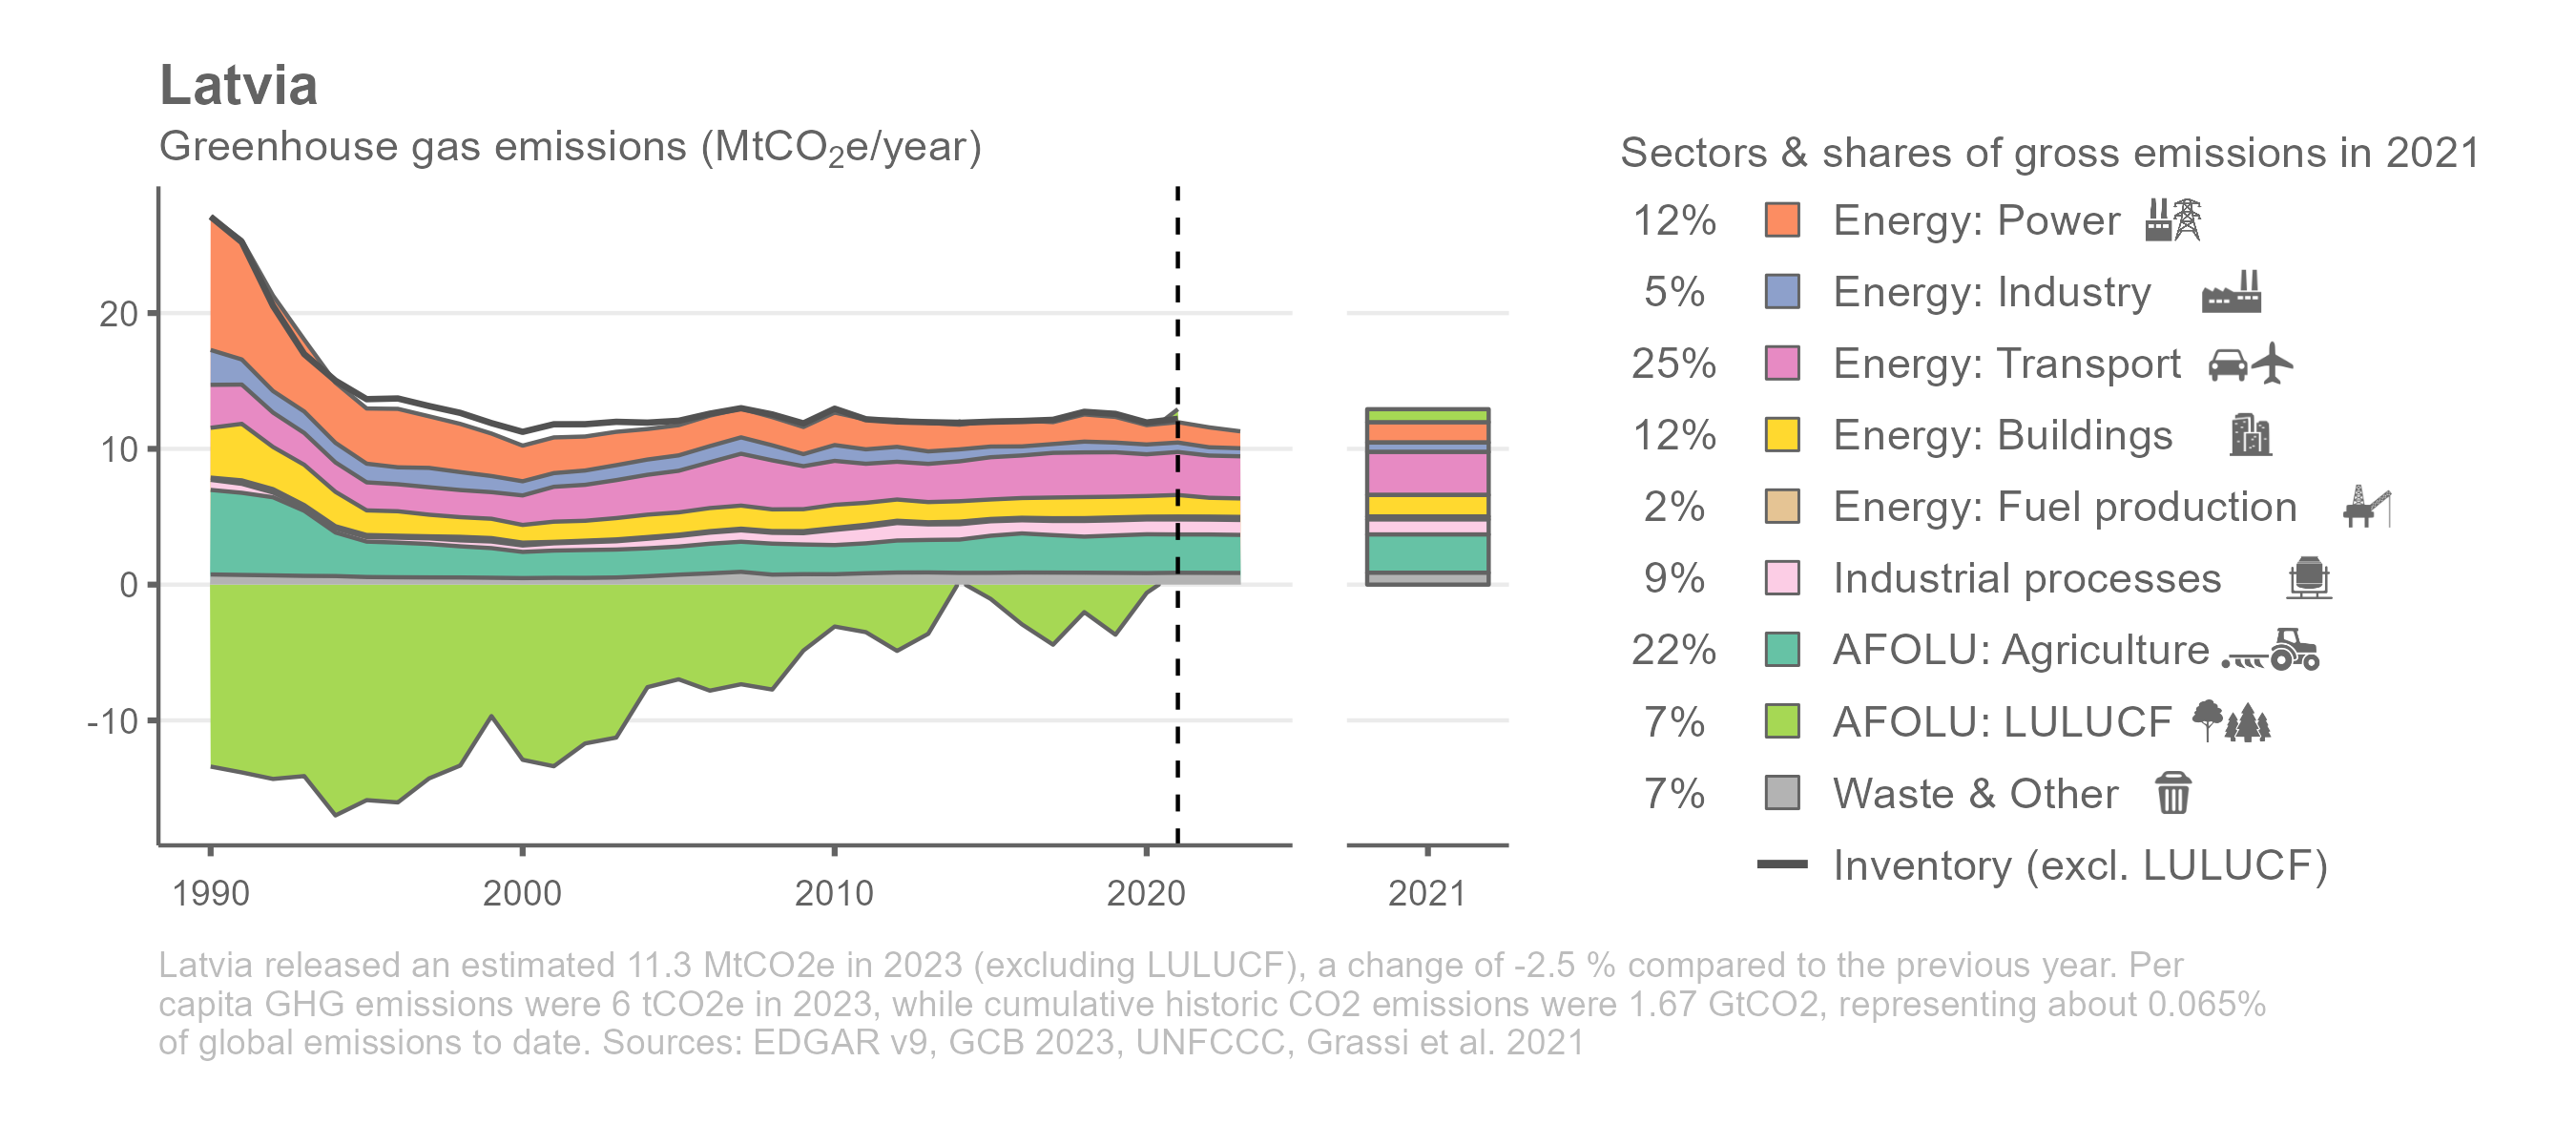 Latvia
Greenhouse gas emissions (MtCO₂e/year)
20
10
0
-10
1990
2000
2010
2020
2021
Sectors & shares of gross emissions in 2021
12% Energy: Power
5% Energy: Industry
25% Energy: Transport
12% Energy: Buildings
2% Energy: Fuel production
9% Industrial processes
22% AFOLU: Agriculture
7% AFOLU: LULUCF
7% Waste & Other
Inventory (excl. LULUCF)
Latvia released an estimated 11.3 MtCO2e in 2023 (excluding LULUCF), a change of -2.5 % compared to the previous year. Per
capita GHG emissions were 6 tCO2e in 2023, while cumulative historic CO2 emissions were 1.67 GtCO2, representing about 0.065%
of global emissions to date. Sources: EDGAR v9, GCB 2023, UNFCCC, Grassi et al. 2021